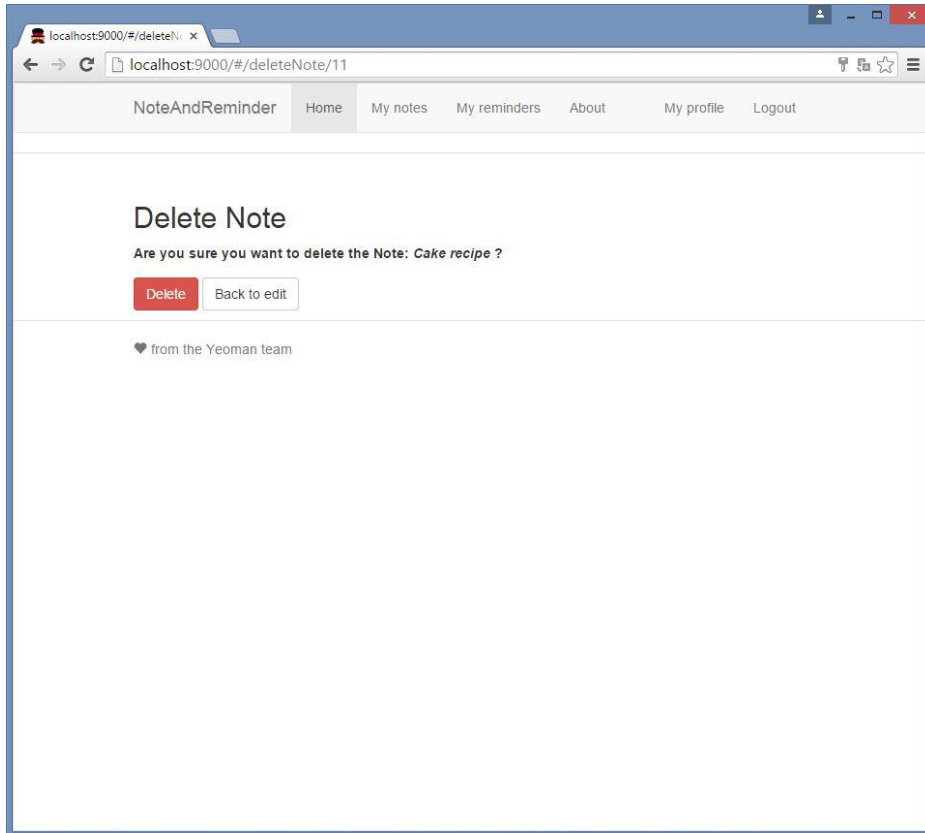 localhost:9000/#/deleteN
localhost:9000/#/deleteNote/11
NoteAndReminder Home My notes My reminders About My profile Logout
Delete Note
Are you sure you want to delete the Note: Cake recipe ?
Delete Back to edit
♥ from the Yeoman team